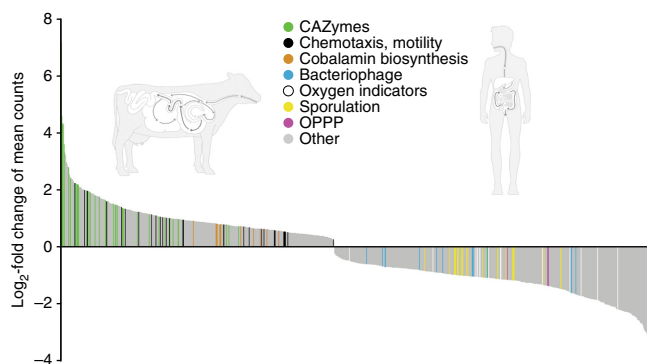 8
6
4
2
0
−2
−4
Log2-fold change of mean counts
CAZymes
Chemotaxis, motility
Cobalamin biosynthesis
Bacteriophage
Oxygen indicators
Sporulation
OPPP
Other